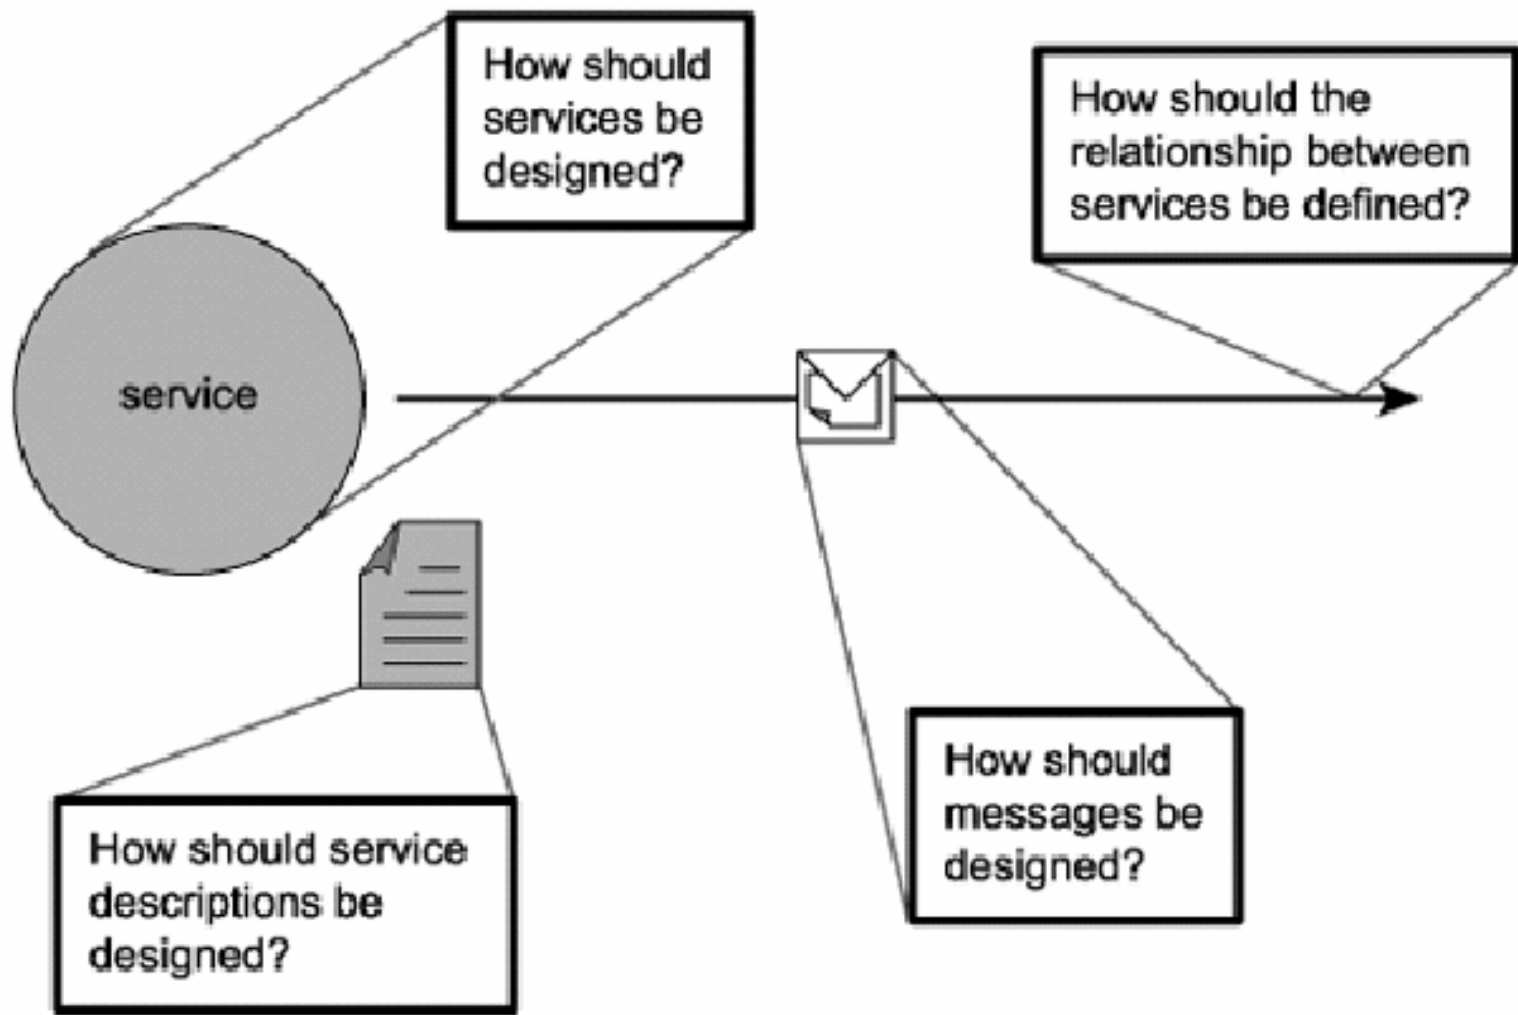 How should
services be
designed?
How should the
relationship between
services be defined?
service
How should service
descriptions be
designed?
How should
messages be
designed?